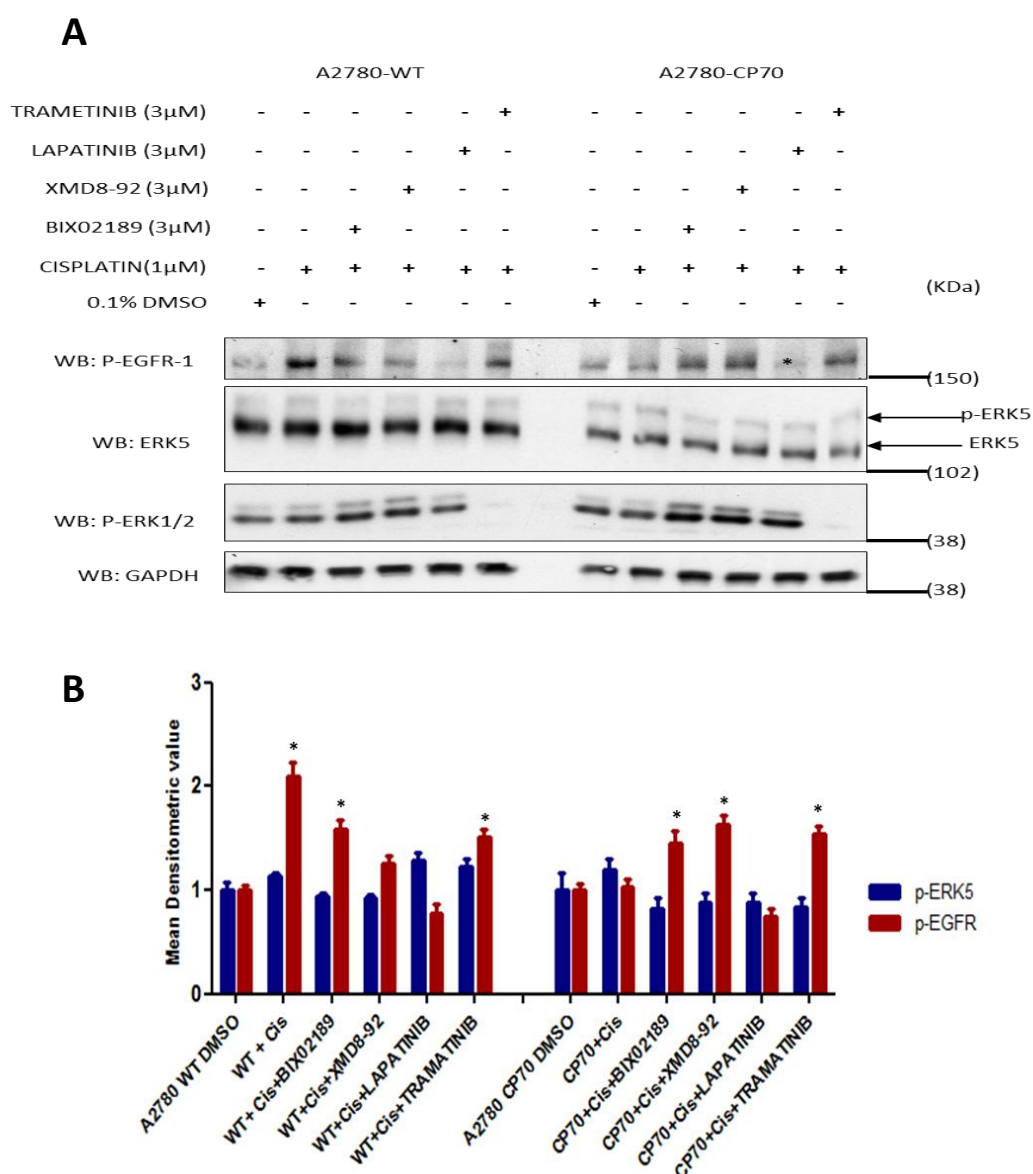 A
A2780-WT A2780-CP70
TRAMETINIB (3µM) - - - - - + - - - - - +
LAPATINIB (3µM) - - - - + - - - - - + -
XMD8-92 (3µM) - - - + - - - - - + - -
BIX02189 (3µM) - - + - - - - - + - - -
CISPLATIN(1µM) - + + + + + - + + + + +
(KDa)
0.1% DMSO + - - - - - + - - - - -
WB: P-EGFR-1 *
(150)
p-ERK5
WB: ERK5 ERK5
(102)
WB: P-ERK1/2
(38)
WB: GAPDH
(38)
B
Mean Densitometric value
3
2
1
0
* * * * * *
p-ERK5
p-EGFR
A2780 WT DMSO
WT + Cis
WT+ Cis+BIX02189
WT+Cis+XMD8-92
WT+Cis+LAPATINIB
WT+Cis+TRAMATINIB
A2780 CP70 DMSO
CP70+Cis
CP70+Cis+BIX02189
CP70+Cis+XMD8-92
CP70+Cis+LAPATINIB
CP70+Cis+TRAMATINIB